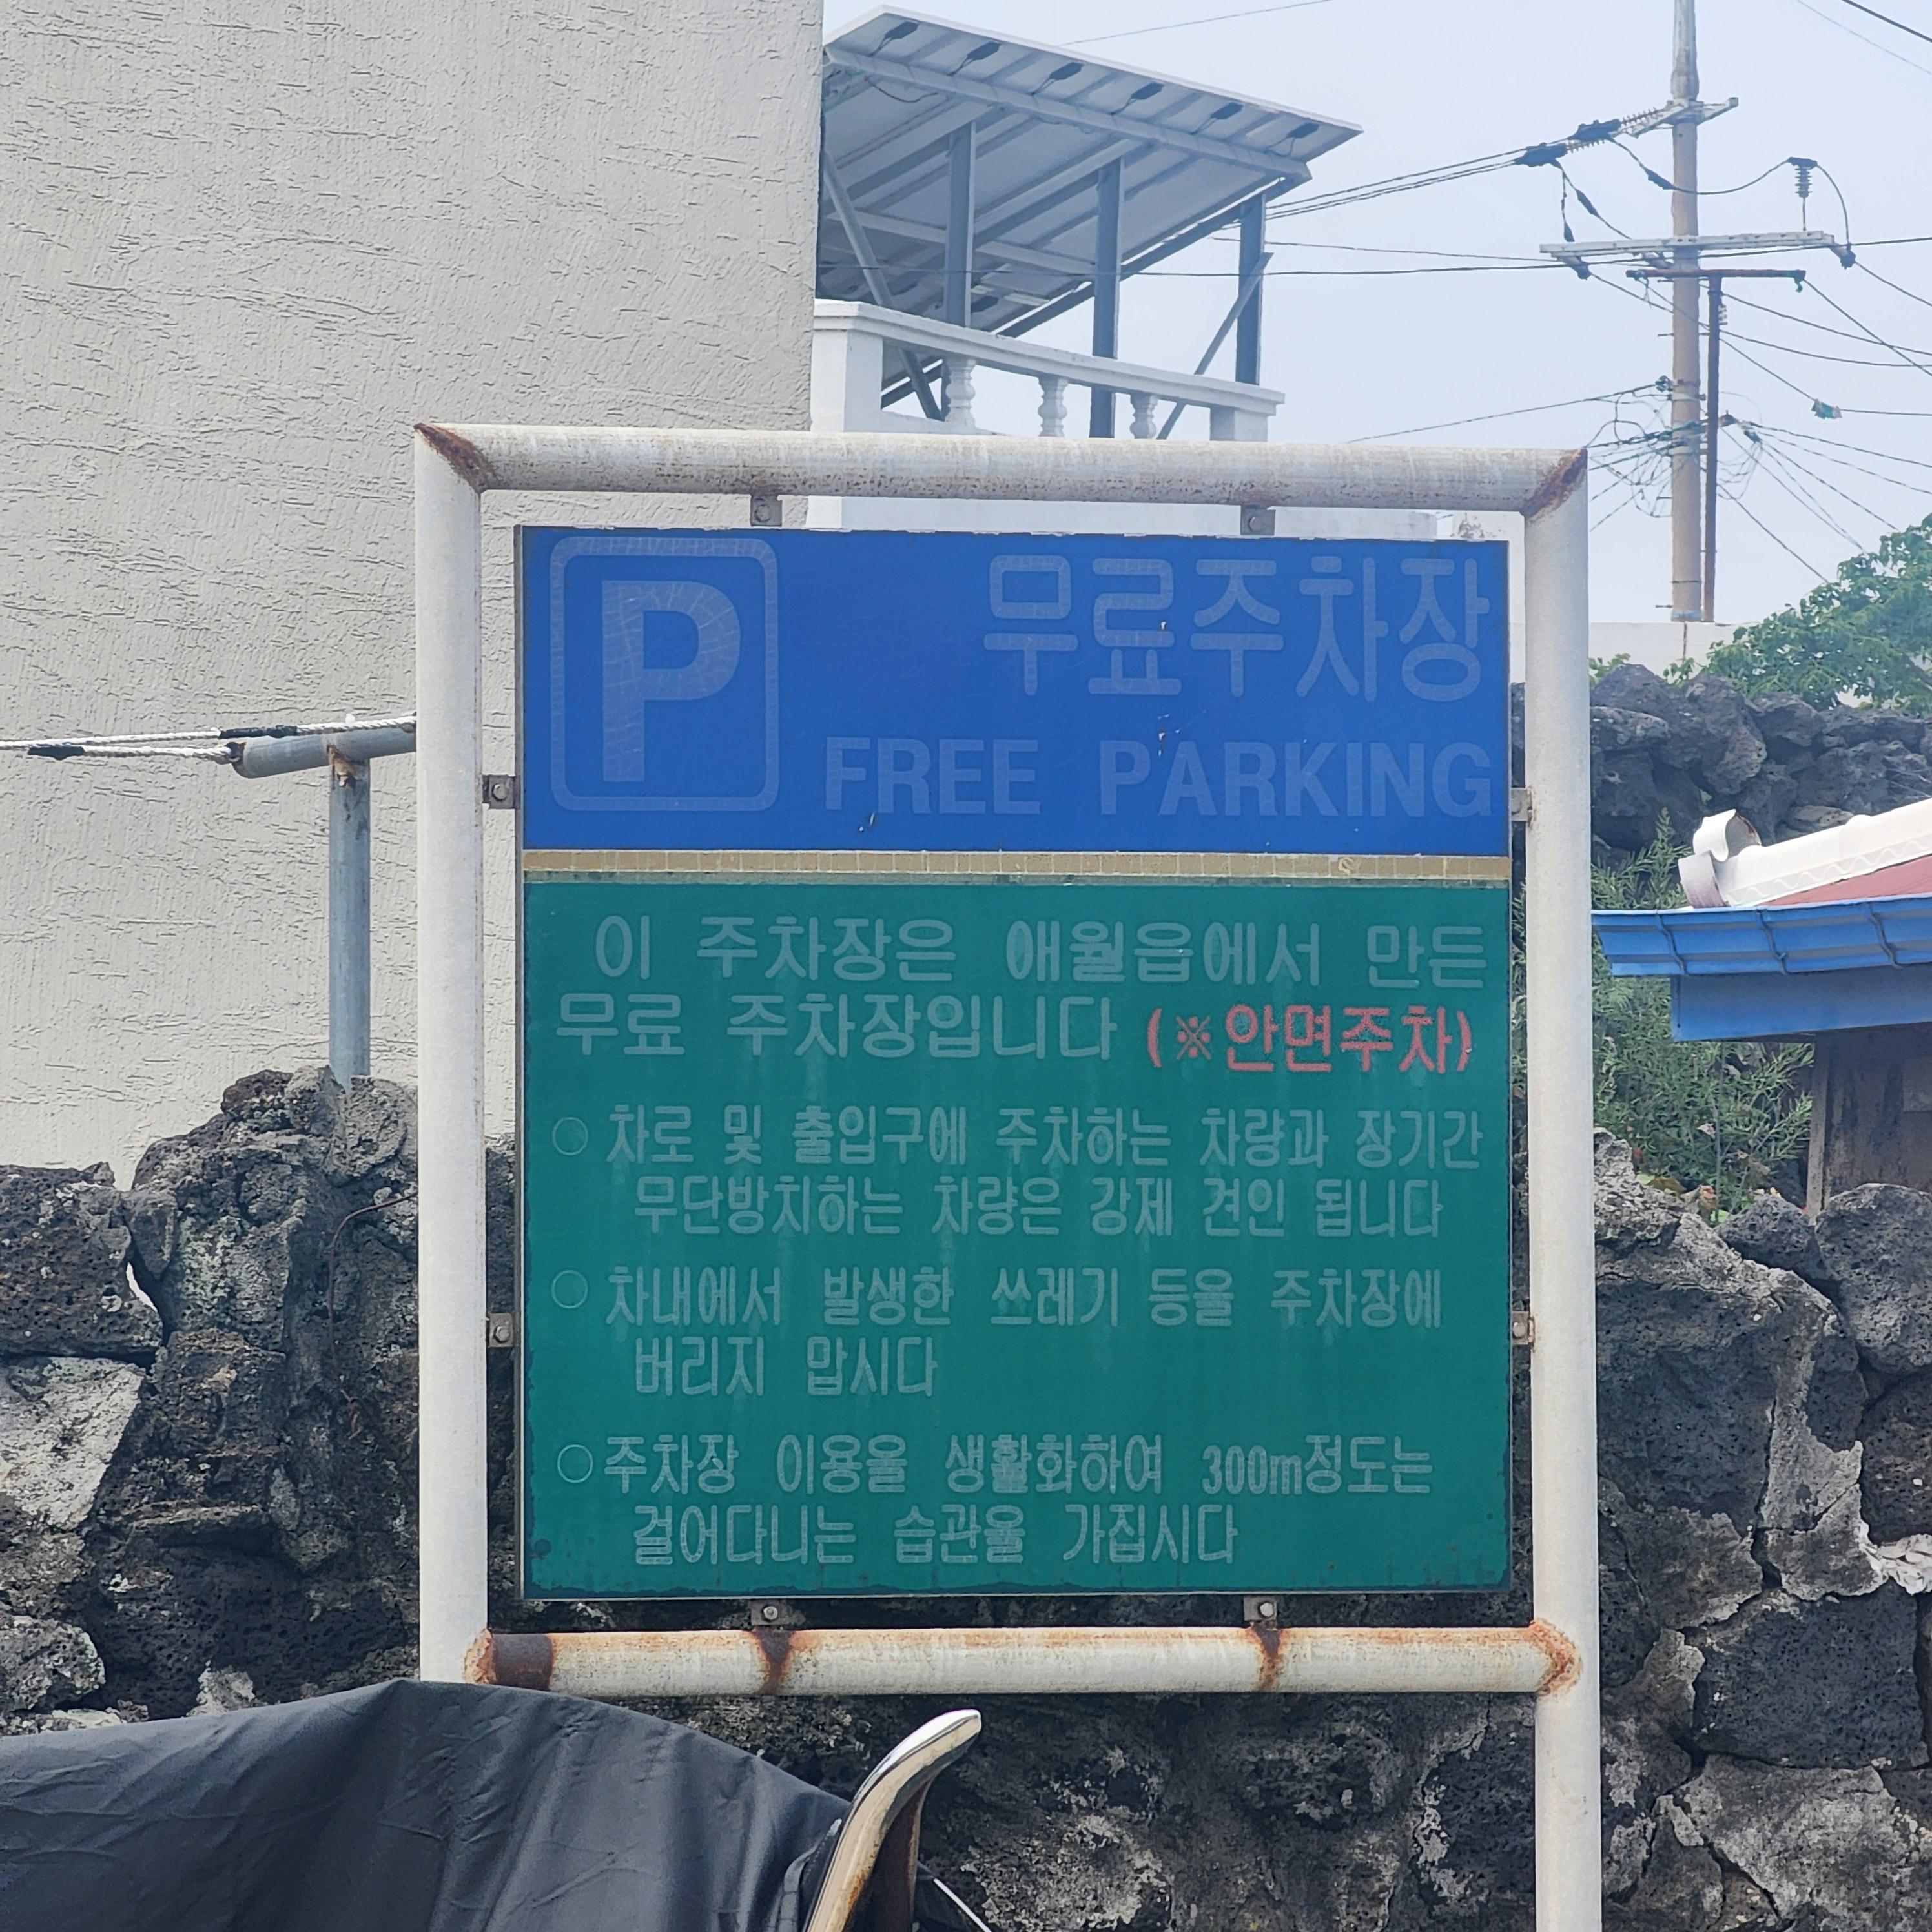 P
무료주차장
FREE PARKING
이 주차장은 애월읍에서 만든
무료 주차장입니다 (※안면주차)
○ 차로 및 출입구에 주차하는 차량과 장기간
무단방치하는 차량은 강제 견인 됩니다
○ 차내에서 발생한 쓰레기 등을 주차장에
버리지 맙시다
○ 주차장 이용을 생활화하여 300m정도는
걸어다니는 습관을 가집시다